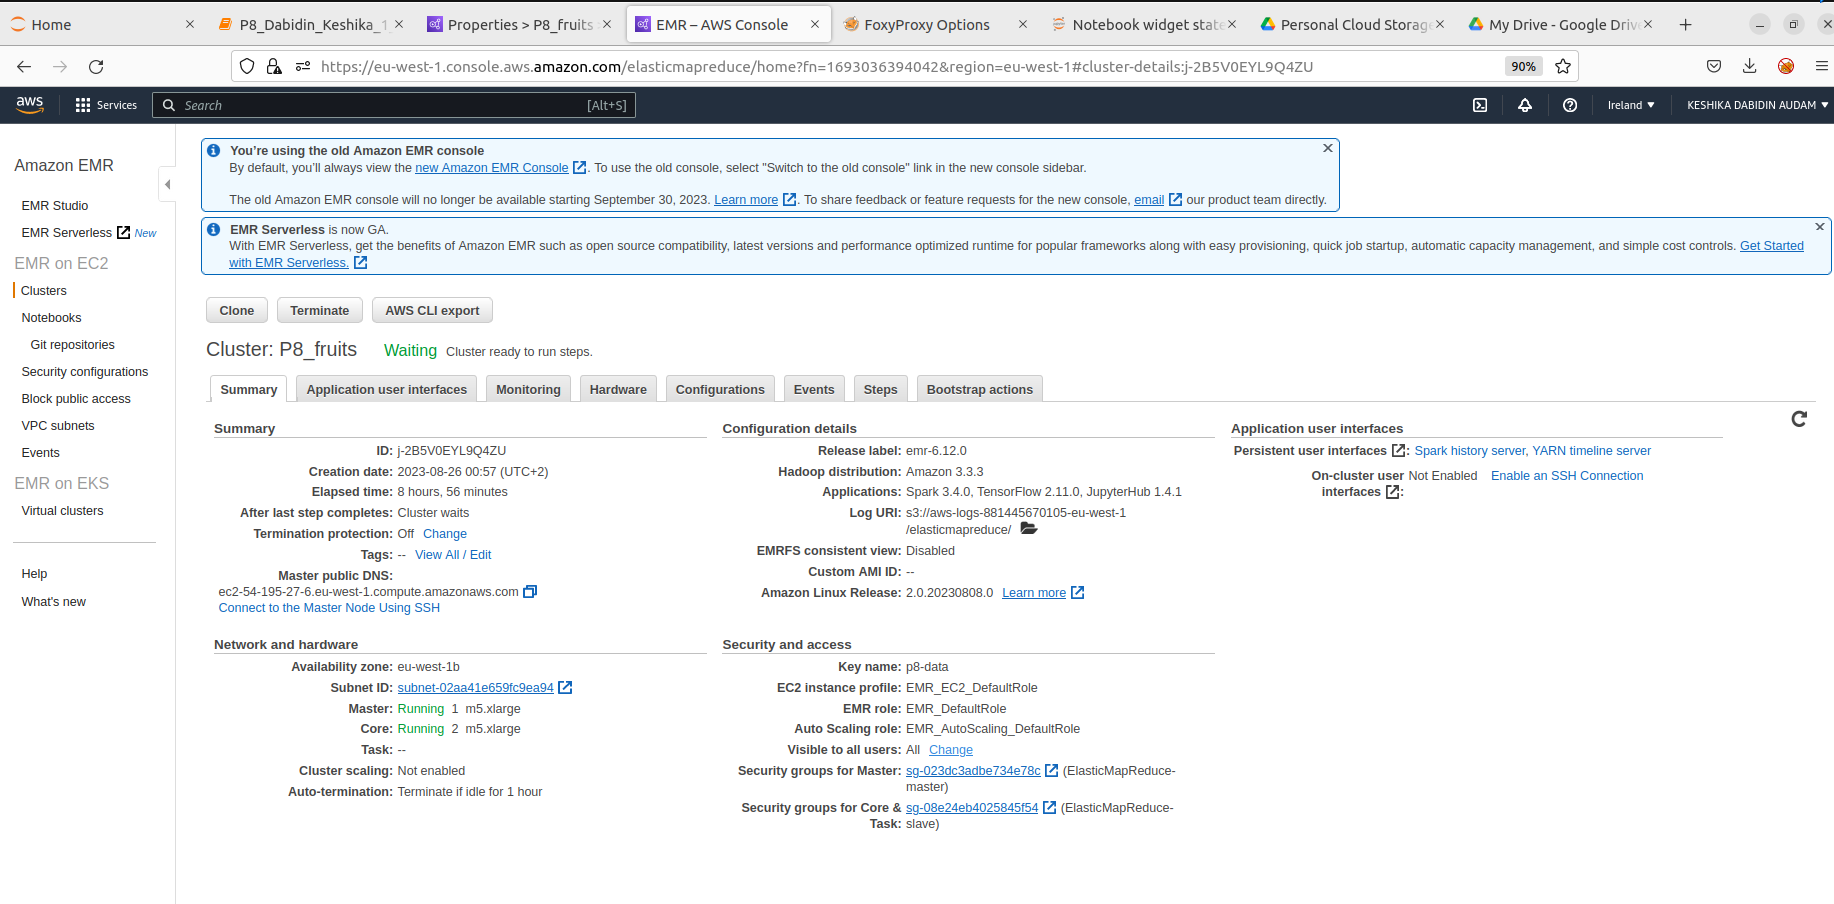 Home
P8_Dabidin_Keshika_1
Properties > P8_fruits
EMR – AWS Console
FoxyProxy Options
Notebook widget state
Personal Cloud Storage
My Drive - Google Drive
https://eu-west-1.console.aws.amazon.com/elasticmapreduce/home?fn=1693036394042&region=eu-west-1#cluster-details:j-2B5V0EYL9Q4ZU
90%
aws
Services
Search
[Alt+S]
Ireland
KESHIKA DABIDIN AUDAM
Amazon EMR
EMR Studio
EMR Serverless New
EMR on EC2
Clusters
Notebooks
Git repositories
Security configurations
Block public access
VPC subnets
Events
EMR on EKS
Virtual clusters
Help
What's new
You're using the old Amazon EMR console
By default, you'll always view the new Amazon EMR Console. To use the old console, select "Switch to the old console" link in the new console sidebar.
The old Amazon EMR console will no longer be available starting September 30, 2023. Learn more. To share feedback or feature requests for the new console, email our product team directly.
EMR Serverless is now GA.
With EMR Serverless, get the benefits of Amazon EMR such as open source compatibility, latest versions and performance optimized runtime for popular frameworks along with easy provisioning, quick job startup, automatic capacity management, and simple cost controls. Get Started
with EMR Serverless.
Clone
Terminate
AWS CLI export
Cluster: P8_fruits Waiting Cluster ready to run steps.
Summary
Application user interfaces
Monitoring
Hardware
Configurations
Events
Steps
Bootstrap actions
Summary
ID: j-2B5V0EYL9Q4ZU
Creation date: 2023-08-26 00:57 (UTC+2)
Elapsed time: 8 hours, 56 minutes
After last step completes: Cluster waits
Termination protection: Off Change
Tags: -- View All / Edit
Master public DNS:
ec2-54-195-27-6.eu-west-1.compute.amazonaws.com
Connect to the Master Node Using SSH
Configuration details
Release label: emr-6.12.0
Hadoop distribution: Amazon 3.3.3
Applications: Spark 3.4.0, TensorFlow 2.11.0, JupyterHub 1.4.1
Log URI: s3://aws-logs-881445670105-eu-west-1
/elasticmapreduce/
EMRFS consistent view: Disabled
Custom AMI ID: --
Amazon Linux Release: 2.0.20230808.0 Learn more
Application user interfaces
Persistent user interfaces : Spark history server, YARN timeline server
On-cluster user Not Enabled Enable an SSH Connection
interfaces :
Network and hardware
Availability zone: eu-west-1b
Subnet ID: subnet-02aa41e659fc9ea94
Master: Running 1 m5.xlarge
Core: Running 2 m5.xlarge
Task: --
Cluster scaling: Not enabled
Auto-termination: Terminate if idle for 1 hour
Security and access
Key name: p8-data
EC2 instance profile: EMR_EC2_DefaultRole
EMR role: EMR_DefaultRole
Auto Scaling role: EMR_AutoScaling_DefaultRole
Visible to all users: All Change
Security groups for Master: sg-023dc3adbe734e78c (ElasticMapReduce-
master)
Security groups for Core & sg-08e24eb4025845f54 (ElasticMapReduce-
Task: slave)